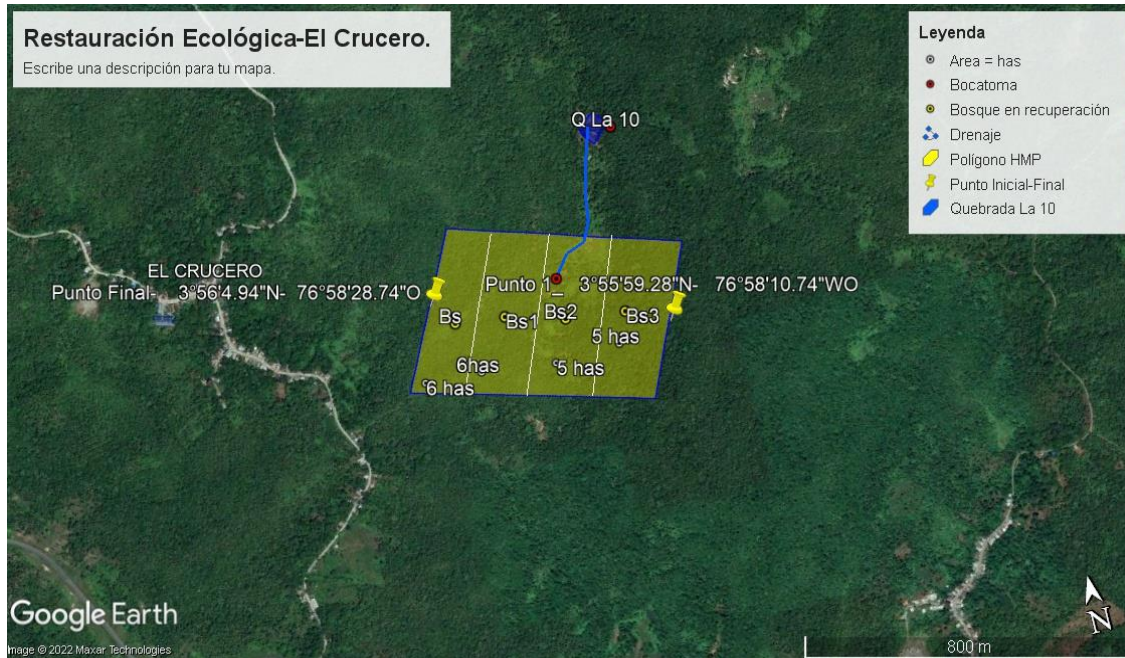 Restauración Ecológica-El Crucero.
Escribe una descripción para tu mapa.
Leyenda
Area = has
Bocatoma
Bosque en recuperación
Drenaje
Polígono HMP
Punto Inicial-Final
Quebrada La 10
Q La 10
EL CRUCERO
Punto Final- 3°56'4.94"N- 76°58'28.74"O
Punto 1 3°55'59.28"N- 76°58'10.74"WO
Bs
Bs1
Bs2
Bs3
5 has
6has
5 has
6 has
Google Earth
N
Image © 2022 Maxar Technologies
800 m